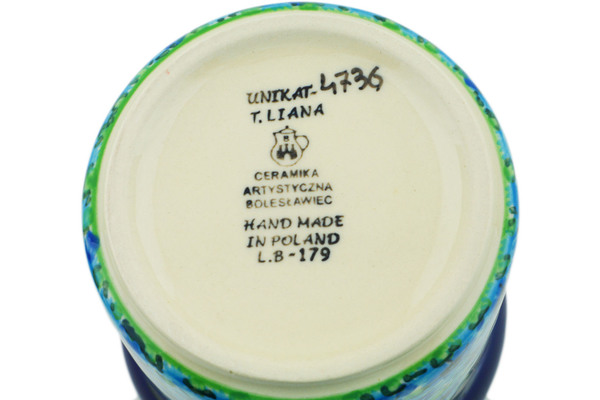 UNIKAT-4736
T. LIANA
B
CERAMIKA
ARTYSTYCZNA
BOLESŁAWIEC
HAND MADE
IN POLAND
L.B-179